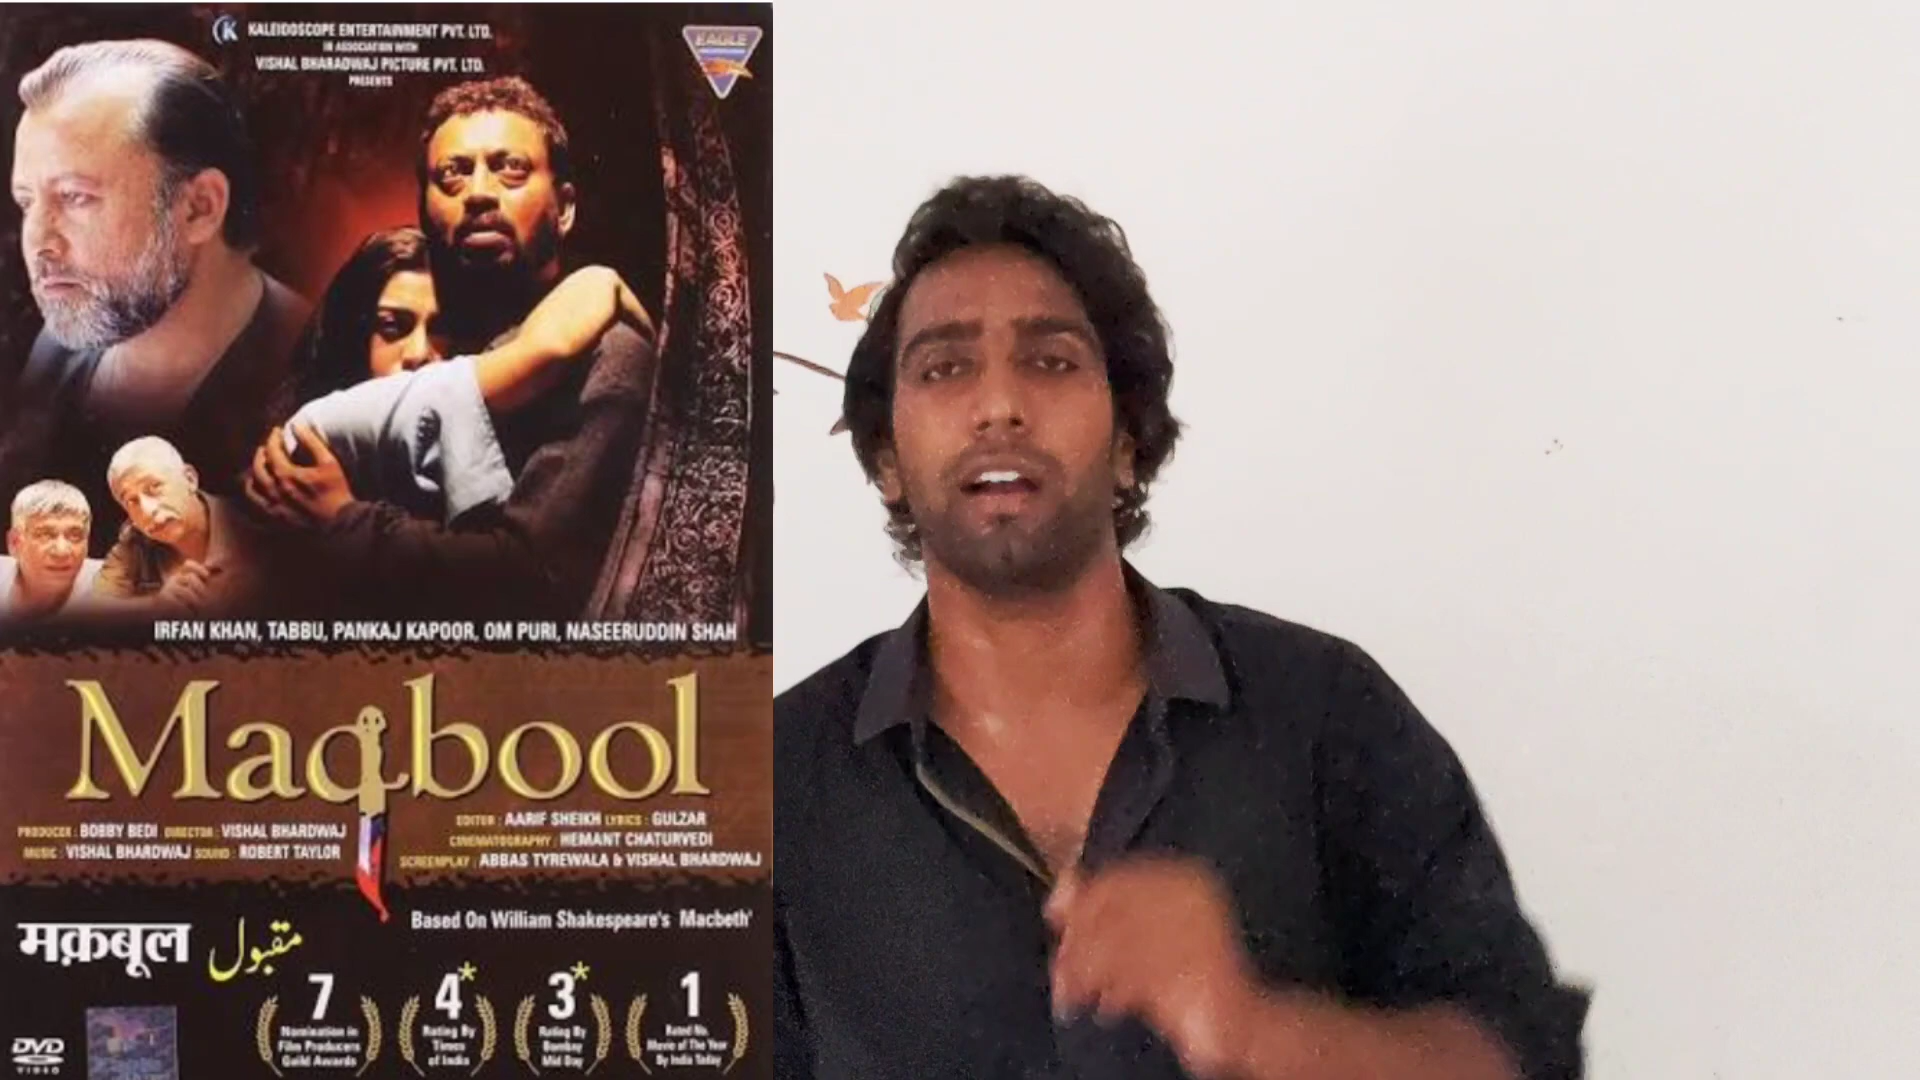 K KALEIDOSCOPE ENTERTAINMENT PVT. LTD.
IN ASSOCIATION WITH
VISHAL BHARADWAJ PICTURE PVT. LTD.
PRESENTS
EAGLE
IRFAN KHAN, TABBU, PANKAJ KAPOOR, OM PURI, NASEERUDDIN SHAH
Maqbool
PRODUCER : BOBBY BEDI DIRECTOR : VISHAL BHARDWAJ
MUSIC : VISHAL BHARDWAJ SOUND : ROBERT TAYLOR
EDITOR : AARIF SHEIKH LYRICS : GULZAR
CINEMATOGRAPHY : HEMANT CHATURVEDI
SCREENPLAY : ABBAS TYREWALA & VISHAL BHARDWAJ
मक़बूल مقبول
Based On William Shakespeare's Macbeth'
7
Nomination in
Film Producers
Guild Awards
4*
Rating By
Times
of India
3*
Rating By
Bombay
Mid Day
1
Rated No.
Movie of The Year
By India Today
DVD
VIDEO